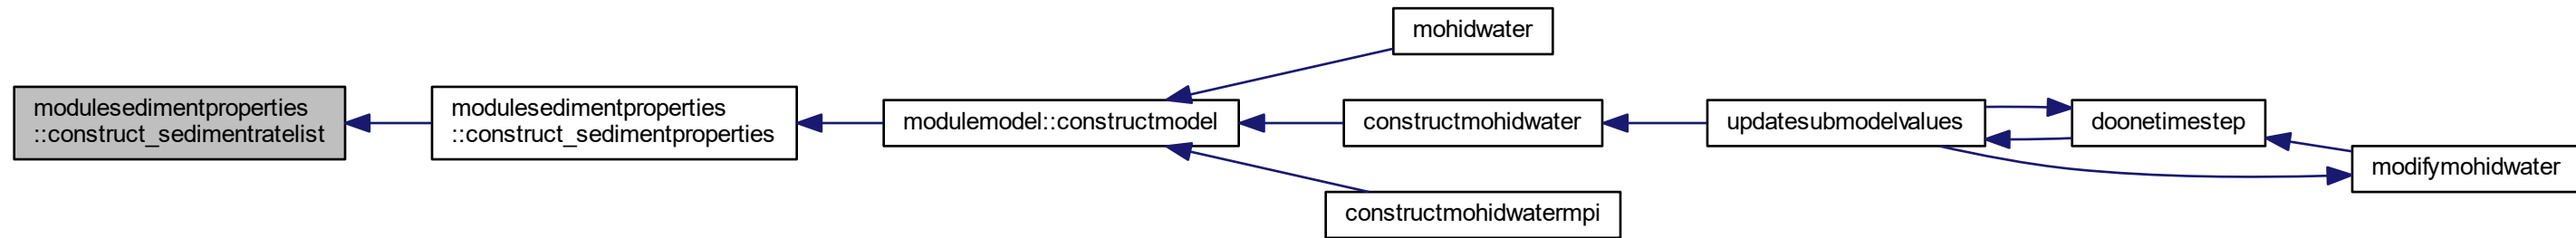 modulesedimentproperties
::construct_sedimentratelist
modulesedimentproperties
::construct_sedimentproperties
modulemodel::constructmodel
mohidwater
constructmohidwater
constructmohidwatermpi
updatesubmodelvalues
doonetimestep
modifymohidwater